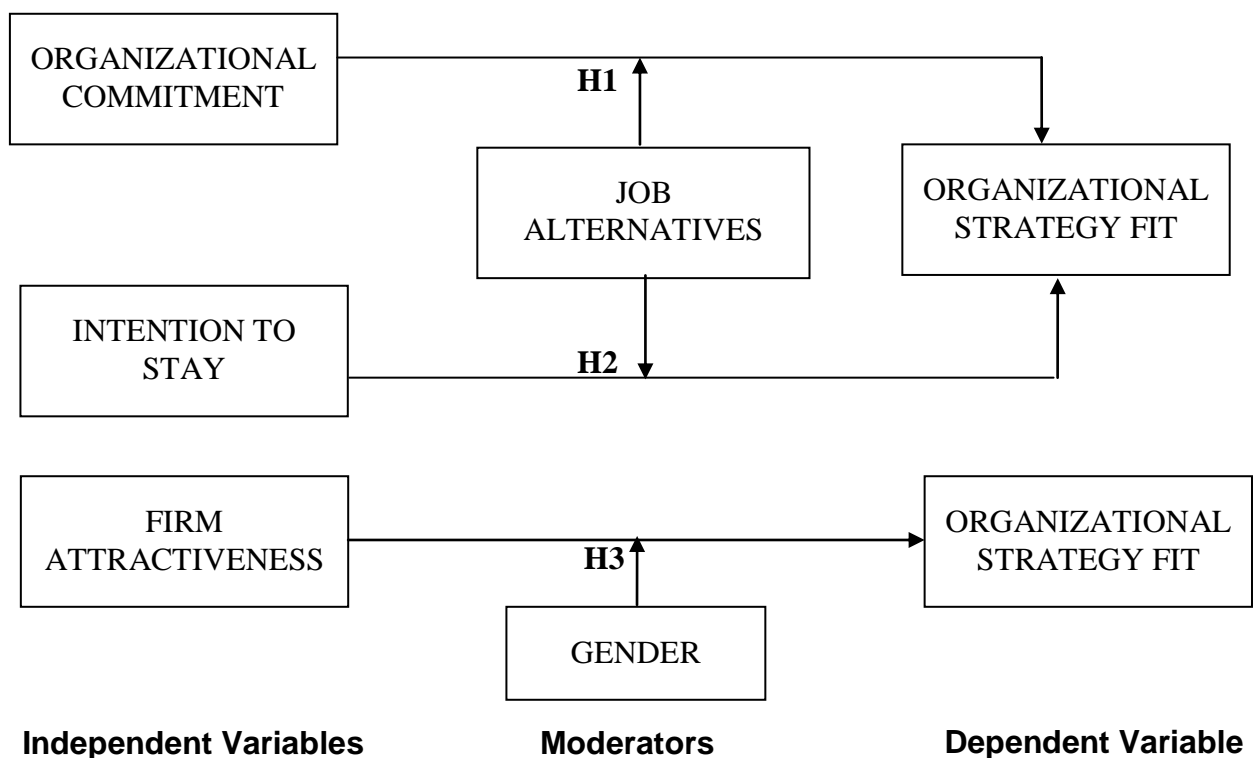 ORGANIZATIONAL
COMMITMENT
H1
JOB
ALTERNATIVES
ORGANIZATIONAL
STRATEGY FIT
INTENTION TO
STAY
H2
FIRM
ATTRACTIVENESS
H3
ORGANIZATIONAL
STRATEGY FIT
GENDER
Independent Variables
Moderators
Dependent Variable